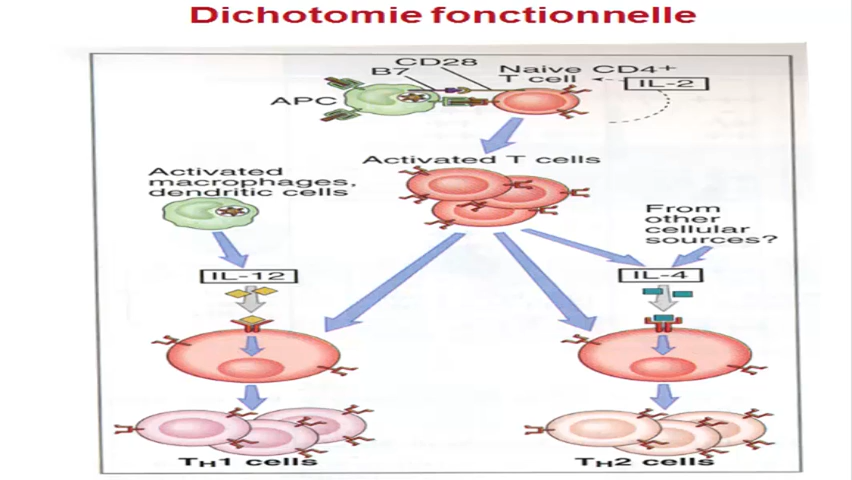 Dichotomie fonctionnelle
CD28
B7
Naive CD4+
T cell
IL-2
APC
Activated T cells
Activated
macrophages,
dendritic cells
From
other
cellular
sources?
IL-12
IL-4
TH1 cells
TH2 cells